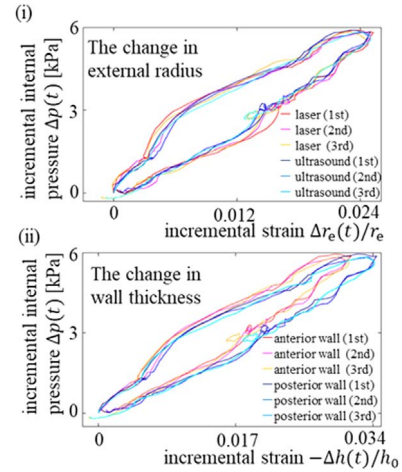 (i)
The change in
external radius
incremental internal
pressure Δp(t) [kPa]
6
3
0
laser (1st)
laser (2nd)
laser (3rd)
ultrasound (1st)
ultrasound (2nd)
ultrasound (3rd)
0 0.012 0.024
incremental strain Δrₑ(t)/rₑ
(ii)
The change in
wall thickness
incremental internal
pressure Δp(t) [kPa]
6
3
0
anterior wall (1st)
anterior wall (2nd)
anterior wall (3rd)
posterior wall (1st)
posterior wall (2nd)
posterior wall (3rd)
0 0.017 0.034
incremental strain −Δh(t)/h₀